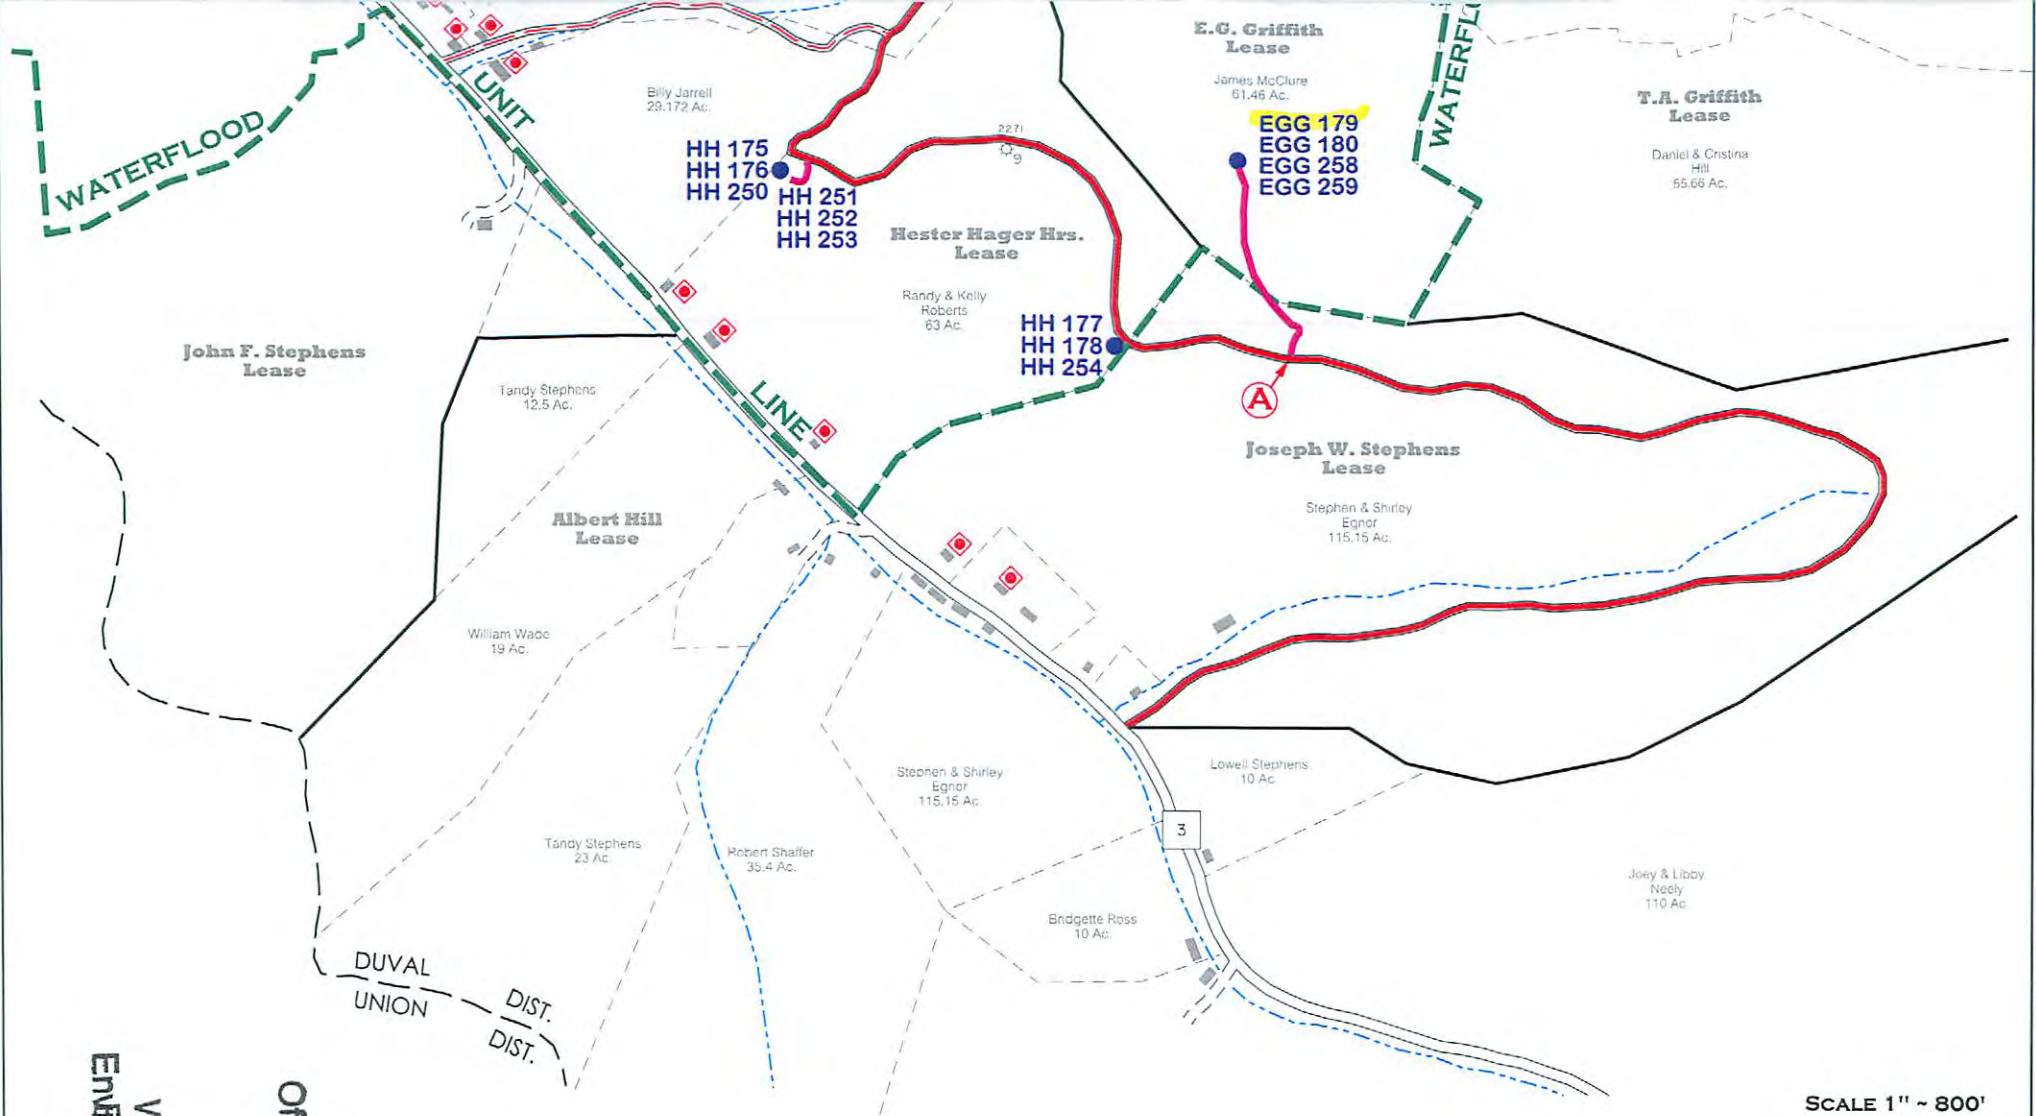 E.G. Griffith
Lease
James McClure
61.46 Ac.
EGG 179
EGG 180
EGG 258
EGG 259
WATERFLO
T.A. Griffith
Lease
Daniel & Cristina
Hill
55.66 Ac.
WATERFLOOD
UNIT
LINE
Billy Jarrell
29.172 Ac.
HH 175
HH 176
HH 250
HH 251
HH 252
HH 253
2271
9
Hester Hager Hrs.
Lease
Randy & Kelly
Roberts
63 Ac.
HH 177
HH 178
HH 254
A
John F. Stephens
Lease
Tandy Stephens
12.5 Ac.
Albert Hill
Lease
Joseph W. Stephens
Lease
Stephen & Shirley
Egnor
115.15 Ac.
William Wade
19 Ac.
Stephen & Shirley
Egnor
115.15 Ac.
Lowell Stephens
10 Ac
3
Tandy Stephens
23 Ac
Robert Shaffer
35.4 Ac.
Joey & Libby
Neely
110 Ac.
Bridgette Ross
10 Ac.
DUVAL DIST.
UNION DIST.
Of
V
SCALE 1" ~ 800'